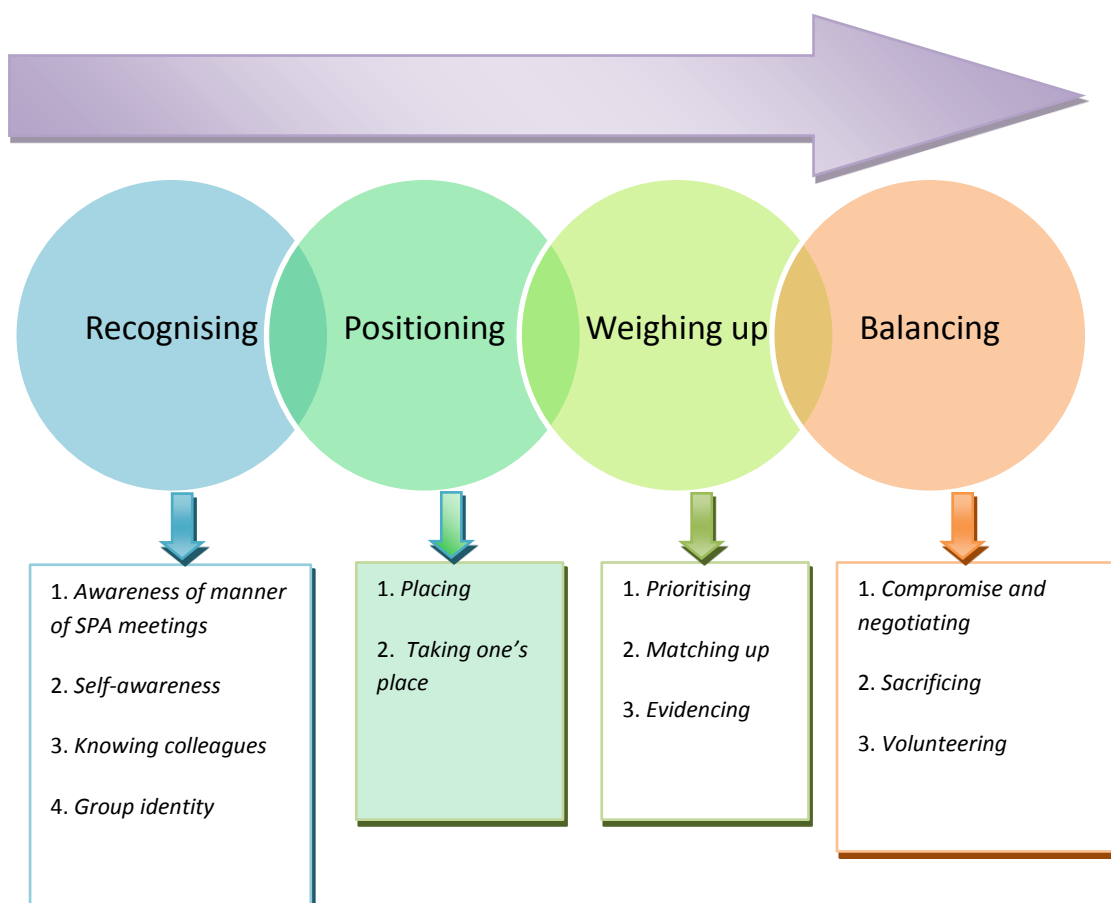 Recognising
Positioning
Weighing up
Balancing
1. Awareness of manner
of SPA meetings
2. Self-awareness
3. Knowing colleagues
4. Group identity
1. Placing
2. Taking one’s
place
1. Prioritising
2. Matching up
3. Evidencing
1. Compromise and
negotiating
2. Sacrificing
3. Volunteering